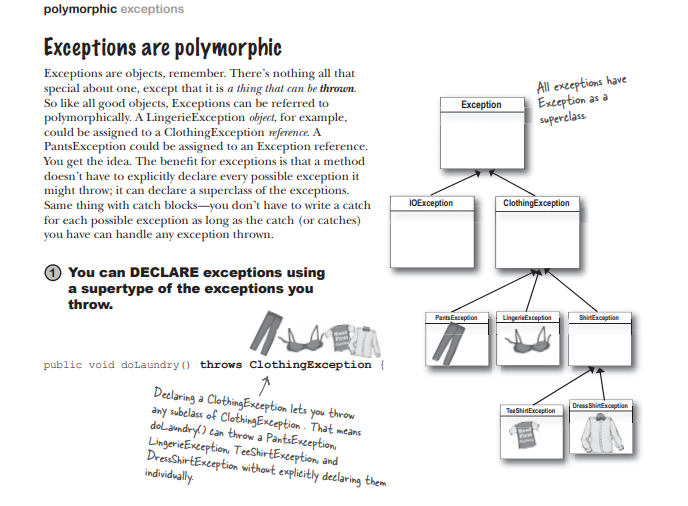 polymorphic exceptions
Exceptions are polymorphic
Exceptions are objects, remember. There's nothing all that
special about one, except that it is a thing that can be thrown.
So like all good objects, Exceptions can be referred to
polymorphically. A LingerieException object, for example,
could be assigned to a ClothingException reference. A
PantsException could be assigned to an Exception reference.
You get the idea. The benefit for exceptions is that a method
doesn't have to explicitly declare every possible exception it
might throw; it can declare a superclass of the exceptions.
Same thing with catch blocks—you don't have to write a catch
for each possible exception as long as the catch (or catches)
you have can handle any exception thrown.
1 You can DECLARE exceptions using
a supertype of the exceptions you
throw.
public void doLaundry() throws ClothingException {
Declaring a ClothingException lets you throw
any subclass of ClothingException. That means
doLaundry() can throw a PantsException,
LingerieException, TeeShirtException, and
DressShirtException without explicitly declaring them
individually.
All exceptions have
Exception as a
superclass.
Exception
IOException
ClothingException
PantsException
LingerieException
ShirtException
TeeShirtException
DressShirtException